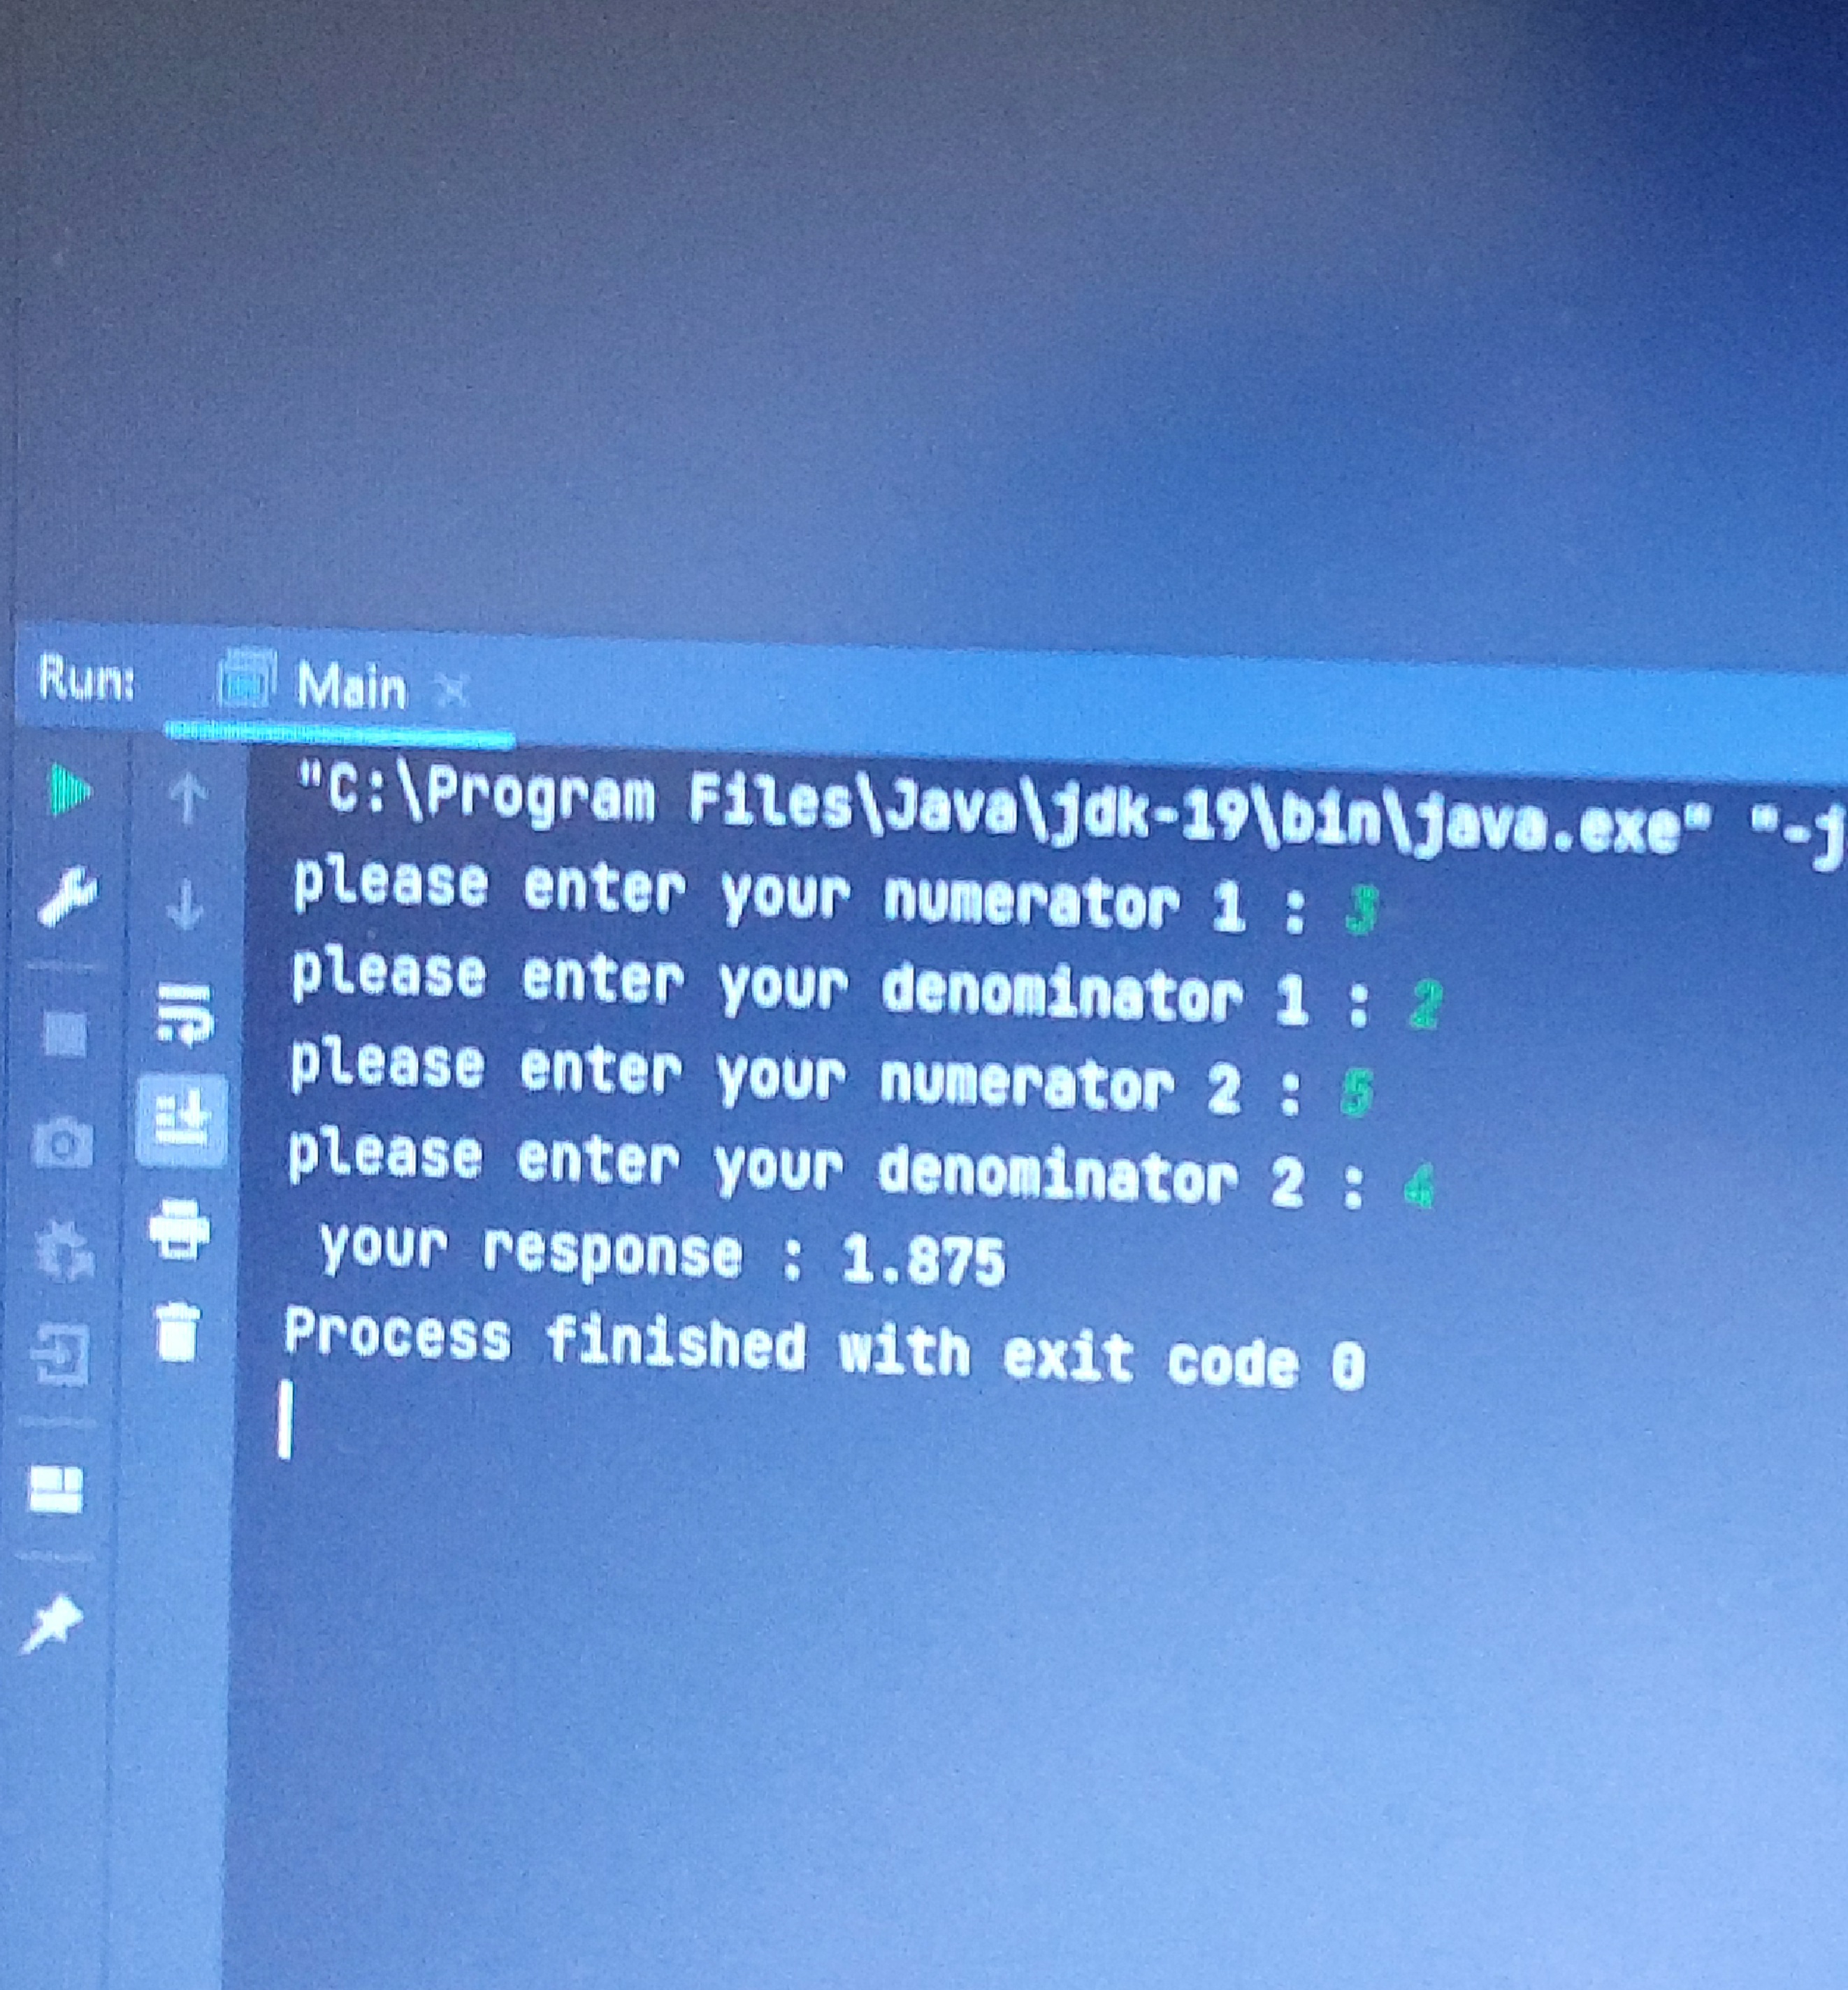 Run: Main
"C:\Program Files\Java\jdk-19\bin\java.exe" "-j
please enter your numerator 1 : 3
please enter your denominator 1 : 2
please enter your numerator 2 : 5
please enter your denominator 2 : 4
your response : 1.875
Process finished with exit code 0